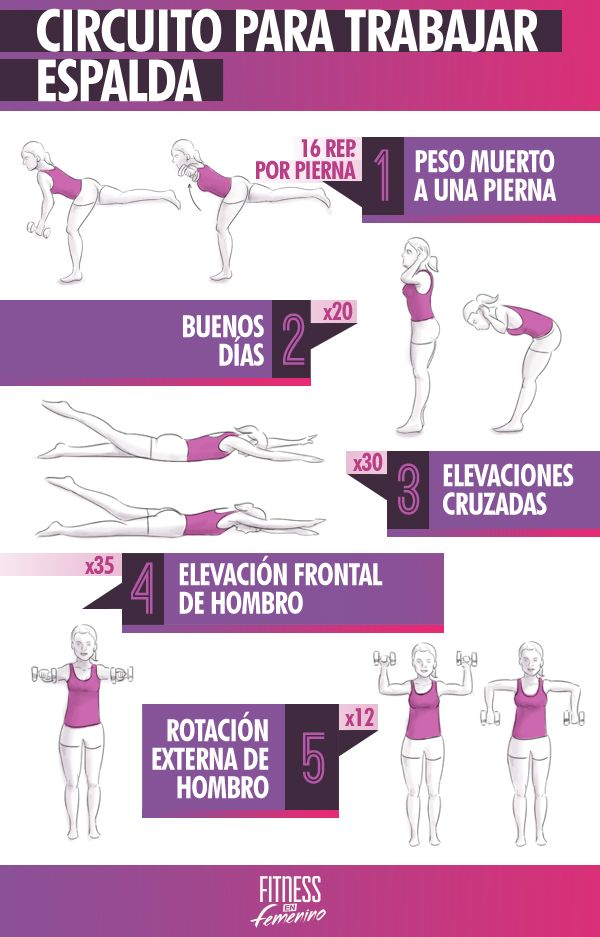 CIRCUITO PARA TRABAJAR
ESPALDA
16 REP.
POR PIERNA
1
PESO MUERTO
A UNA PIERNA
BUENOS
DÍAS
2
x20
x30
3
ELEVACIONES
CRUZADAS
x35
4
ELEVACIÓN FRONTAL
DE HOMBRO
ROTACIÓN
EXTERNA DE
HOMBRO
5
x12
FITNESS
EN
femenino